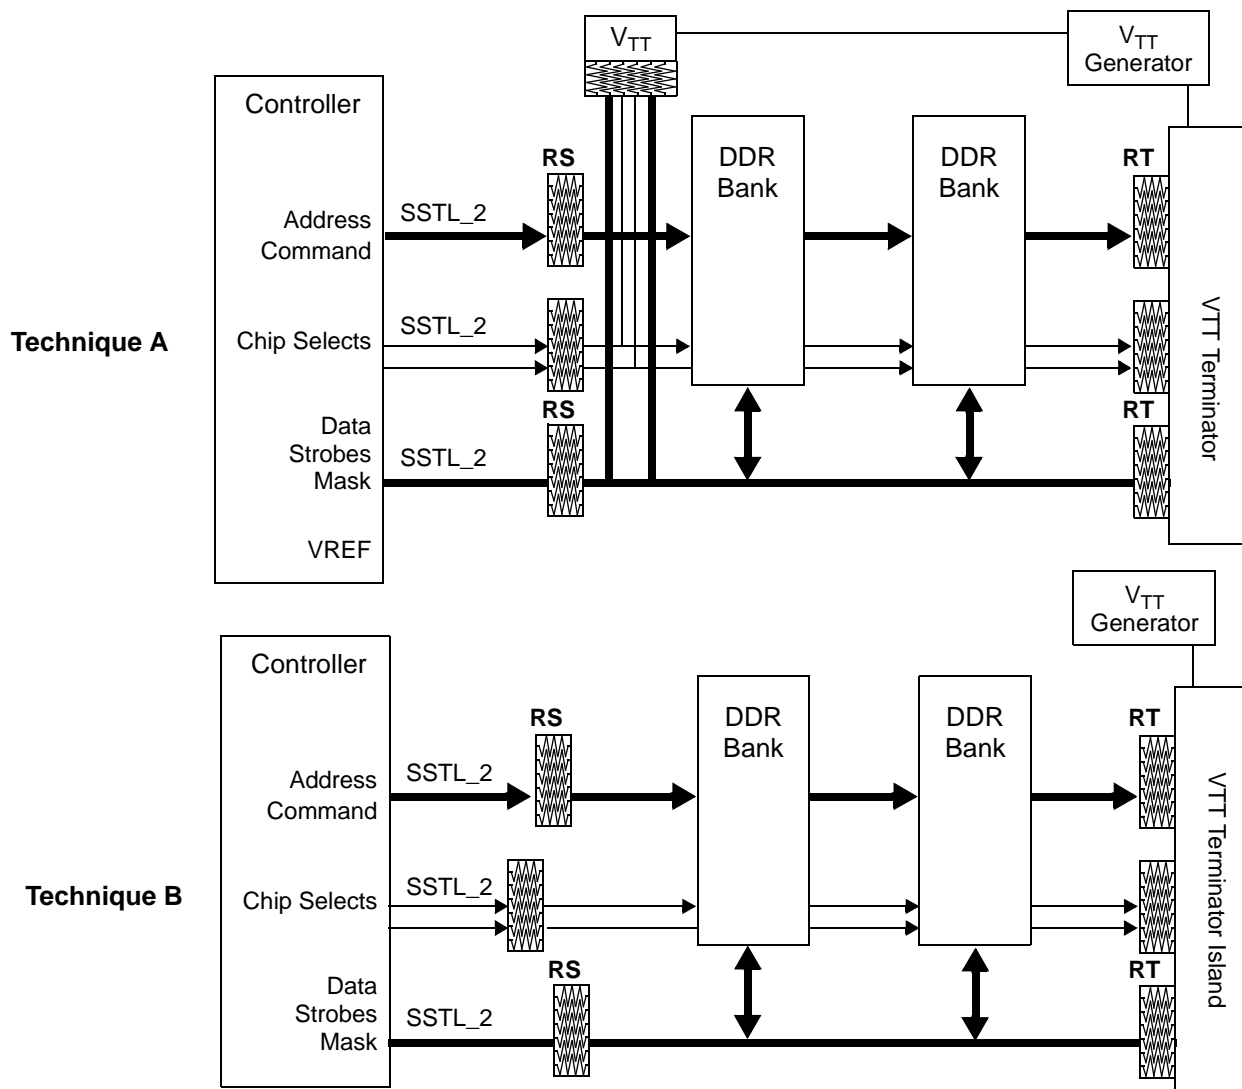 VTT
VTT
Generator
Controller
RS
DDR
Bank
DDR
Bank
RT
Address
Command
SSTL_2
Technique A
Chip Selects
SSTL_2
VTT Terminator
RS
RT
Data
Strobes
Mask
SSTL_2
VREF
VTT
Generator
Controller
RS
DDR
Bank
DDR
Bank
RT
Address
Command
SSTL_2
Technique B
Chip Selects
SSTL_2
VTT Terminator Island
RS
RT
Data
Strobes
Mask
SSTL_2